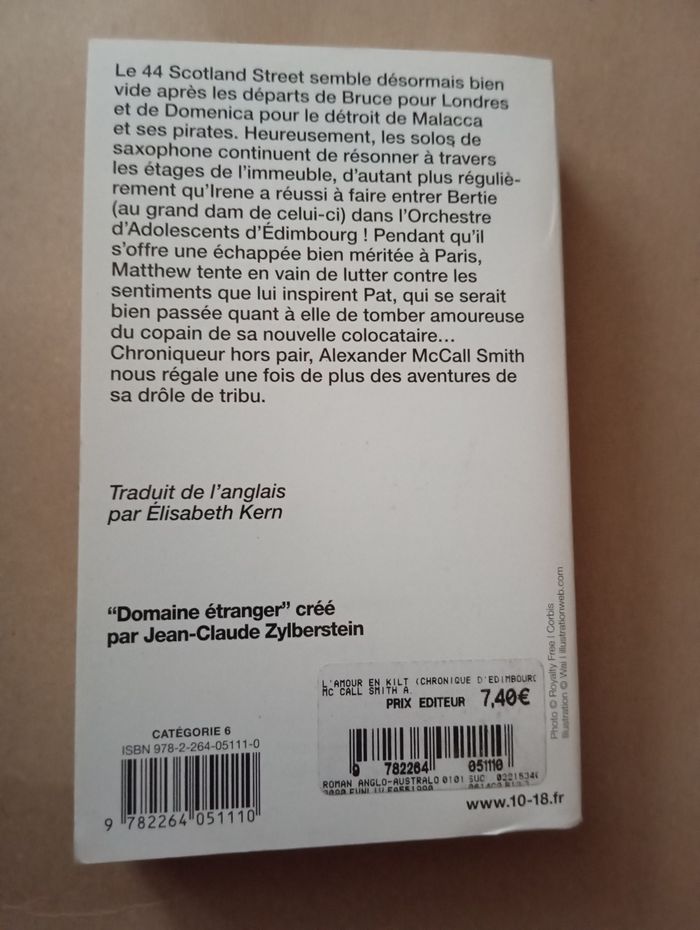 Le 44 Scotland Street semble désormais bien
vide après les départs de Bruce pour Londres
et de Domenica pour le détroit de Malacca
et ses pirates. Heureusement, les solos de
saxophone continuent de résonner à travers
les étages de l'immeuble, d'autant plus réguliè-
rement qu'Irene a réussi à faire entrer Bertie
(au grand dam de celui-ci) dans l'Orchestre
d'Adolescents d'Édimbourg ! Pendant qu'il
s'offre une échappée bien méritée à Paris,
Matthew tente en vain de lutter contre les
sentiments que lui inspirent Pat, qui se serait
bien passée quant à elle de tomber amoureuse
du copain de sa nouvelle colocataire…
Chroniqueur hors pair, Alexander McCall Smith
nous régale une fois de plus des aventures de
sa drôle de tribu.
Traduit de l'anglais
par Élisabeth Kern
"Domaine étranger" créé
par Jean-Claude Zylberstein
Photo © Royalty Free | Corbis
Illustration © Wai | illustrationweb.com
CATÉGORIE 6
ISBN 978-2-264-05111-0
9 782264 051110
L'AMOUR EN KILT (CHRONIQUE D'EDIMBOURG
MC CALL SMITH A.
PRIX EDITEUR 7,40€
9 782264 051110
ROMAN ANGLO-AUSTRALO 0101 SUC
www.10-18.fr